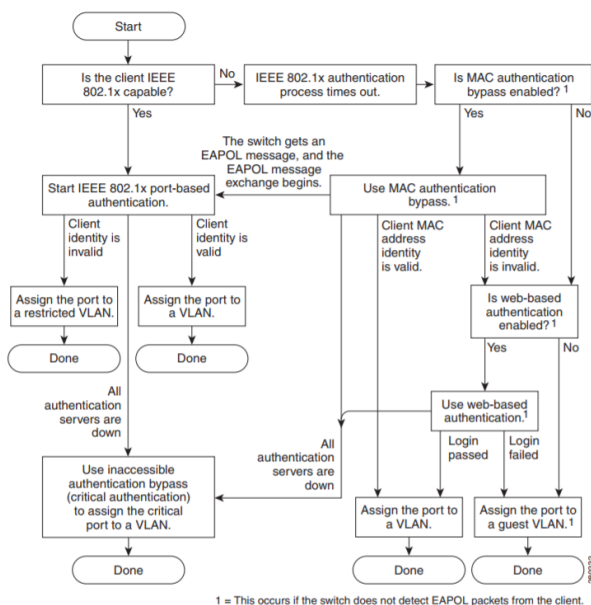 Start
Is the client IEEE
802.1x capable?
No
IEEE 802.1x authentication
process times out.
Is MAC authentication
bypass enabled? 1
Yes
Yes
No
The switch gets an
EAPOL message, and the
EAPOL message
exchange begins.
Start IEEE 802.1x port-based
authentication.
Use MAC authentication
bypass. 1
Client
identity is
invalid
Client
identity is
valid
Client MAC
address
identity
is valid.
Client MAC
address
identity
is invalid.
Assign the port to
a restricted VLAN.
Assign the port to
a VLAN.
Is web-based
authentication
enabled? 1
Done
Done
Yes
No
All
authentication
servers are
down
Use web-based
authentication. 1
All
authentication
servers are
down
Login
passed
Login
failed
Use inaccessible
authentication bypass
(critical authentication)
to assign the critical
port to a VLAN.
Assign the port to
a VLAN.
Assign the port to
a guest VLAN. 1
Done
Done
Done
1 = This occurs if the switch does not detect EAPOL packets from the client.